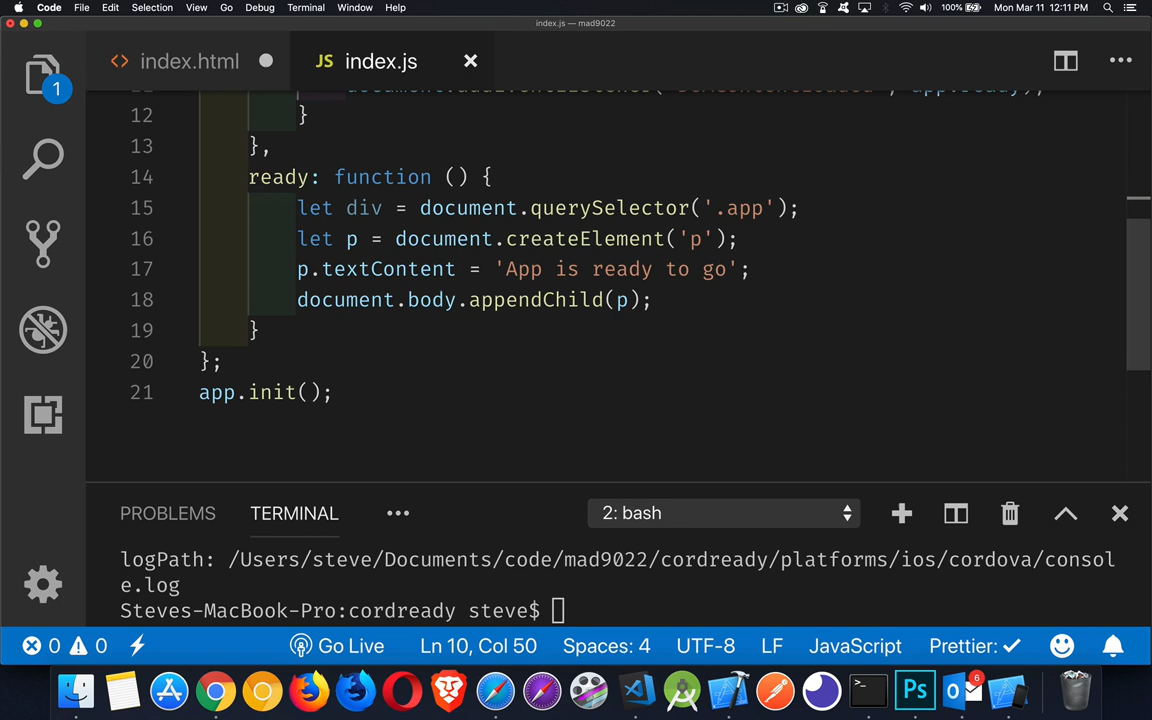 Code File Edit Selection View Go Debug Terminal Window Help 100% Mon Mar 11 12:11 PM
index.js — mad9022
1
<> index.html JS index.js
12 }
13 },
14 ready: function () {
15 let div = document.querySelector('.app');
16 let p = document.createElement('p');
17 p.textContent = 'App is ready to go';
18 document.body.appendChild(p);
19 }
20 };
21 app.init();
PROBLEMS TERMINAL ••• 2: bash
logPath: /Users/steve/Documents/code/mad9022/cordready/platforms/ios/cordova/consol
e.log
Steves-MacBook-Pro:cordready steve$
0 0 Go Live Ln 10, Col 50 Spaces: 4 UTF-8 LF JavaScript Prettier: ✓
>_ Ps 6